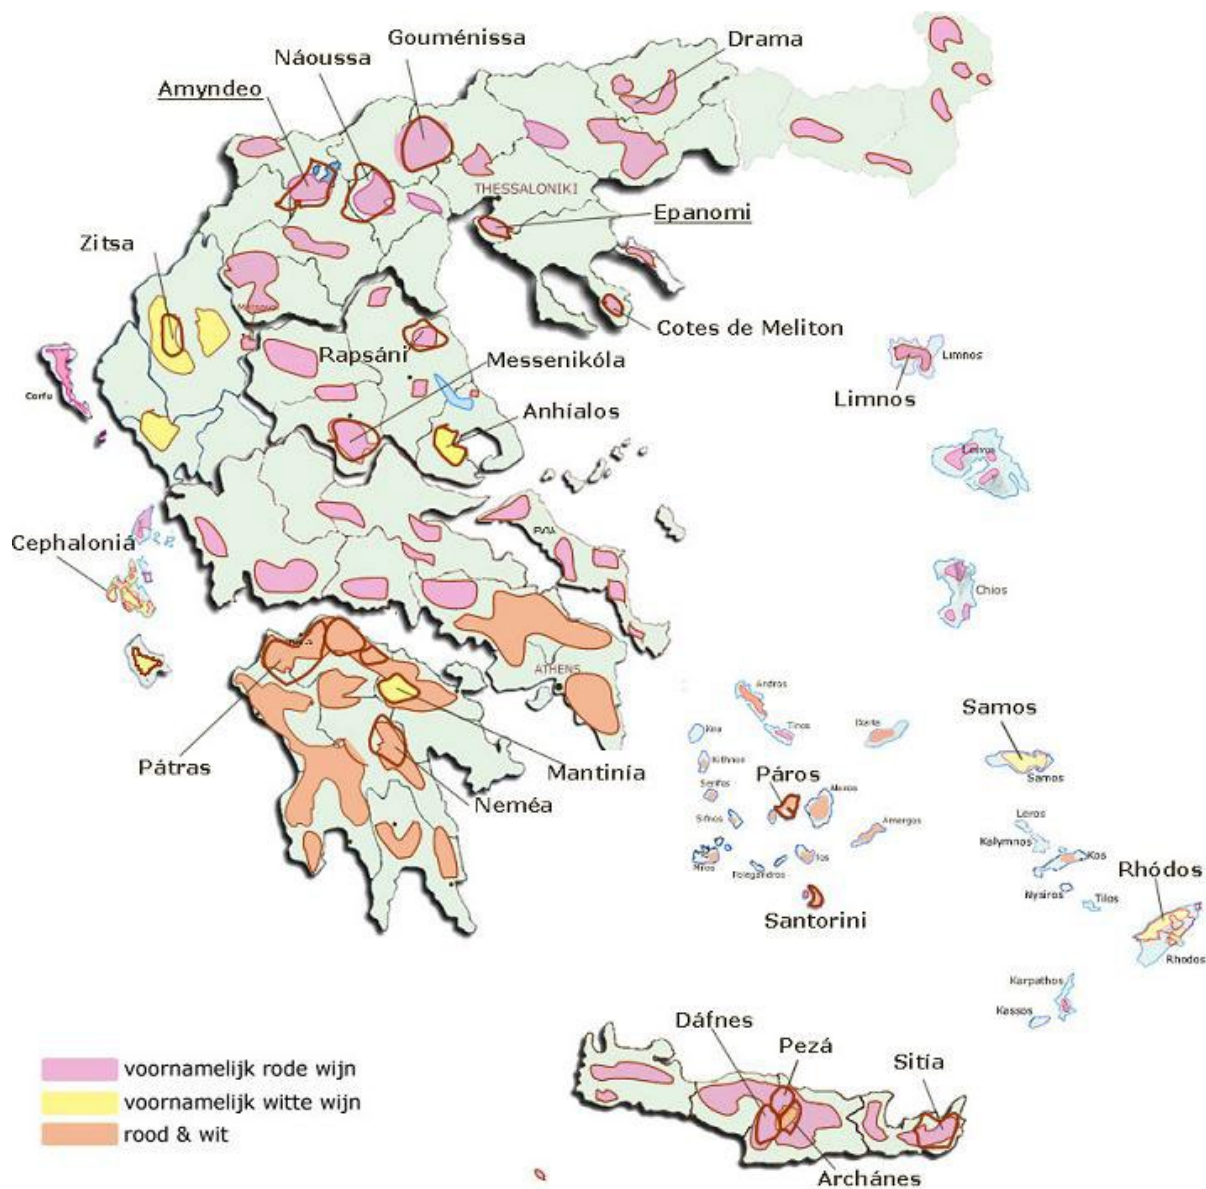 Gouménissa
Drama
Náoussa
Amyndeo
THESSALONIKI
Epanomi
Zitsa
Cotes de Meliton
Rapsáni
Messenikóla
Limnos
Corfu
Limnos
Anhíalos
Lesvos
EVIA
Cephaloniá
Chios
ATHENS
Andros
Samos
Tinos
Ikaria
Kea
Pátras
Mantinía
Kithnos
Páros
Samos
Neméa
Serifos
Naxos
Sifnos
Amorgos
Leros
Kalymnos
Kos
Milos
Folegandros
Ios
Rhódos
Nysiros
Tilos
Santorini
Rhodos
Karpathos
Kassos
Dáfnes
Pezá
Sitía
voornamelijk rode wijn
voornamelijk witte wijn
rood & wit
Archánes